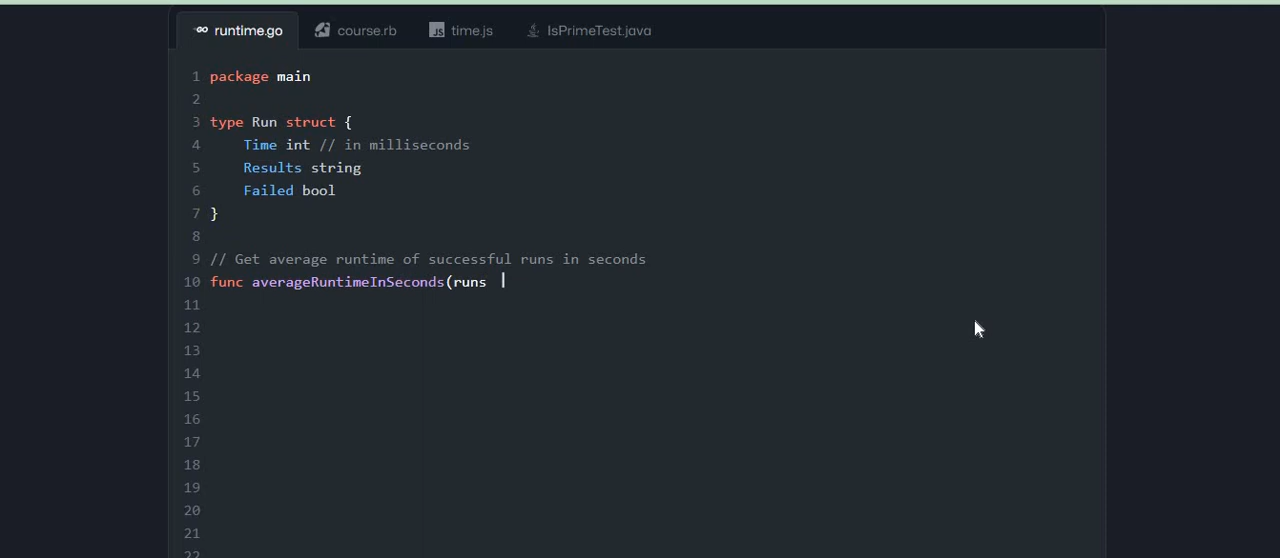 runtime.go course.rb JS time.js IsPrimeTest.java
1 package main
2
3 type Run struct {
4     Time int // in milliseconds
5     Results string
6     Failed bool
7 }
8
9 // Get average runtime of successful runs in seconds
10 func averageRuntimeInSeconds(runs
11
12
13
14
15
16
17
18
19
20
21
22